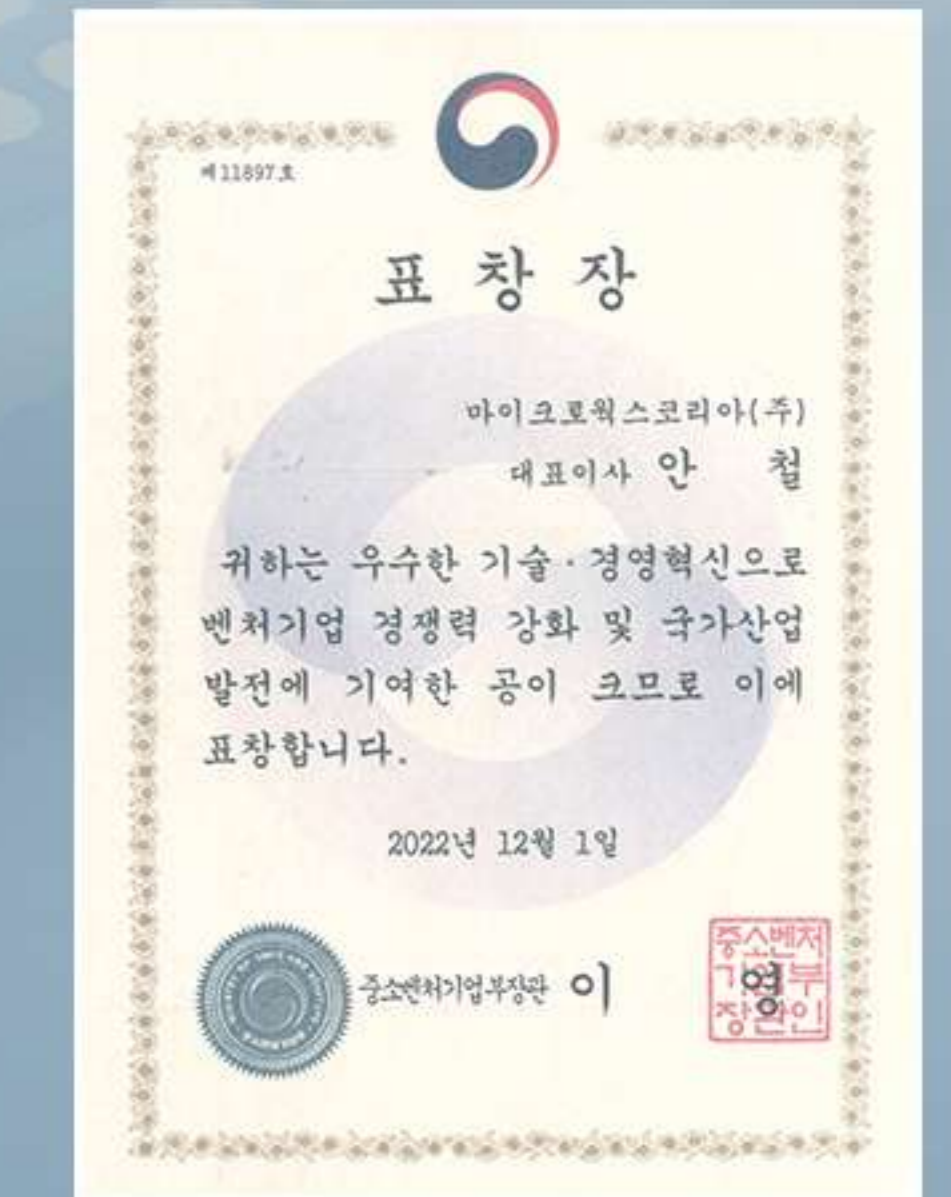 제11897호
표 창 장
마이크로웍스코리아(주)
대표이사 안 철
귀하는 우수한 기술·경영혁신으로
벤처기업 경쟁력 강화 및 국가산업
발전에 기여한 공이 크므로 이에
표창합니다.
2022년 12월 1일
중소벤처기업부장관 이 영
중소벤처
기업부
장관인